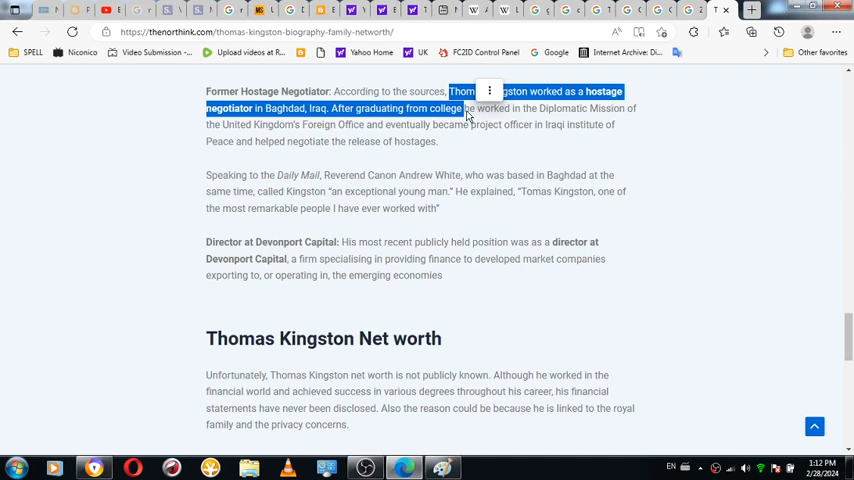 https://thenorthink.com/thomas-kingston-biography-family-networth/
SPELL
Niconico
Video Submission -...
Upload videos at R...
B
Yahoo Home
UK
FC2ID Control Panel
Google
Internet Archive: Di...
Other favorites
Former Hostage Negotiator: According to the sources, Thom ngston worked as a hostage
negotiator in Baghdad, Iraq. After graduating from college he worked in the Diplomatic Mission of
the United Kingdom's Foreign Office and eventually became project officer in Iraqi institute of
Peace and helped negotiate the release of hostages.
Speaking to the Daily Mail, Reverend Canon Andrew White, who was based in Baghdad at the
same time, called Kingston “an exceptional young man.” He explained, “Tomas Kingston, one of
the most remarkable people I have ever worked with”
Director at Devonport Capital: His most recent publicly held position was as a director at
Devonport Capital, a firm specialising in providing finance to developed market companies
exporting to, or operating in, the emerging economies
Thomas Kingston Net worth
Unfortunately, Thomas Kingston net worth is not publicly known. Although he worked in the
financial world and achieved success in various degrees throughout his career, his financial
statements have never been disclosed. Also the reason could be because he is linked to the royal
family and the privacy concerns.
EN
1:12 PM
2/28/2024